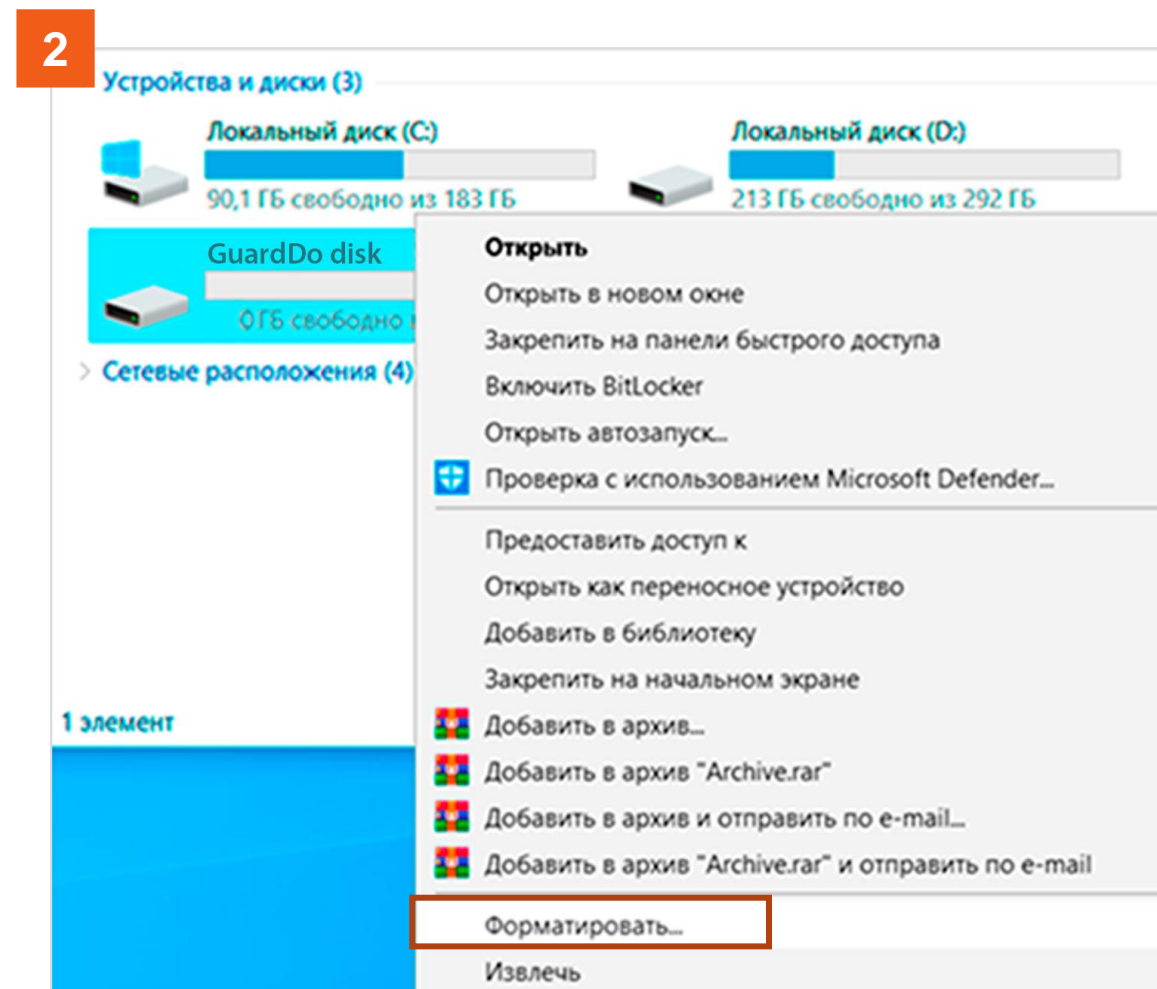 2
Устройства и диски (3)
Локальный диск (C:)
90,1 ГБ свободно из 183 ГБ
Локальный диск (D:)
213 ГБ свободно из 292 ГБ
GuardDo disk
0 ГБ свободно
Сетевые расположения (4)
1 элемент
Открыть
Открыть в новом окне
Закрепить на панели быстрого доступа
Включить BitLocker
Открыть автозапуск...
Проверка с использованием Microsoft Defender...
Предоставить доступ к
Открыть как переносное устройство
Добавить в библиотеку
Закрепить на начальном экране
Добавить в архив...
Добавить в архив "Archive.rar"
Добавить в архив и отправить по e-mail...
Добавить в архив "Archive.rar" и отправить по e-mail
Форматировать...
Извлечь